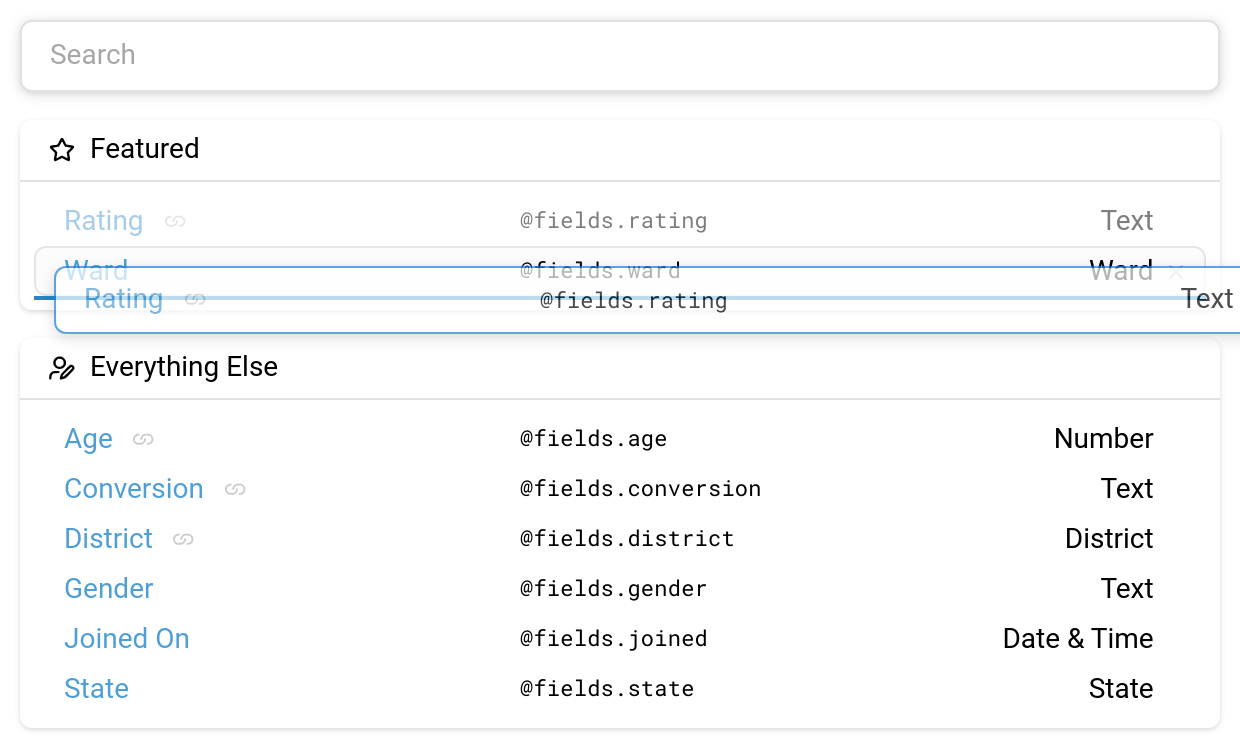 Search
Featured
Rating @fields.rating Text
Ward @fields.ward Ward
Rating @fields.rating Text
Everything Else
Age @fields.age Number
Conversion @fields.conversion Text
District @fields.district District
Gender @fields.gender Text
Joined On @fields.joined Date & Time
State @fields.state State